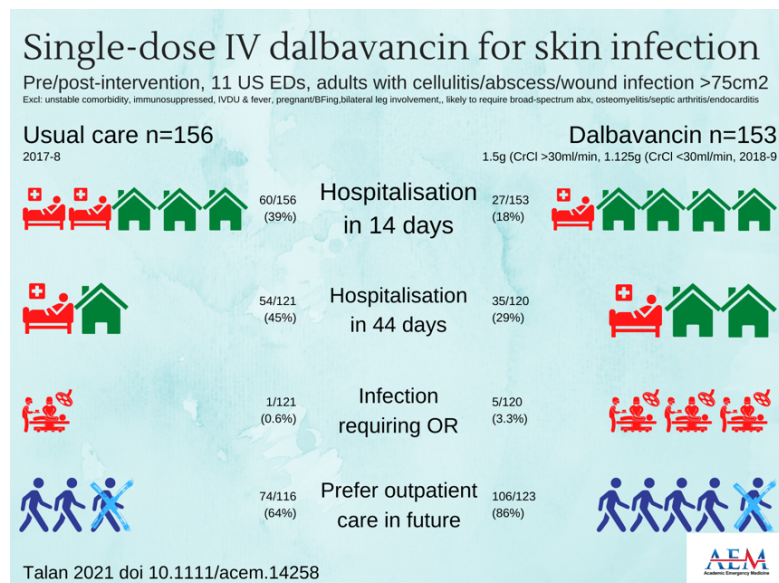 Single-dose IV dalbavancin for skin infection
Pre/post-intervention, 11 US EDs, adults with cellulitis/abscess/wound infection >75cm2
Excl: unstable comorbidity, immunosuppressed, IVDU & fever, pregnant/BFing,bilateral leg involvement,, likely to require broad-spectrum abx, osteomyelitis/septic arthritis/endocarditis
Usual care n=156
2017-8
Dalbavancin n=153
1.5g (CrCl >30ml/min, 1.125g (CrCl <30ml/min, 2018-9
60/156
(39%)
Hospitalisation
in 14 days
27/153
(18%)
54/121
(45%)
Hospitalisation
in 44 days
35/120
(29%)
1/121
(0.6%)
Infection
requiring OR
5/120
(3.3%)
74/116
(64%)
Prefer outpatient
care in future
106/123
(86%)
Talan 2021 doi 10.1111/acem.14258
AEM
Academic Emergency Medicine